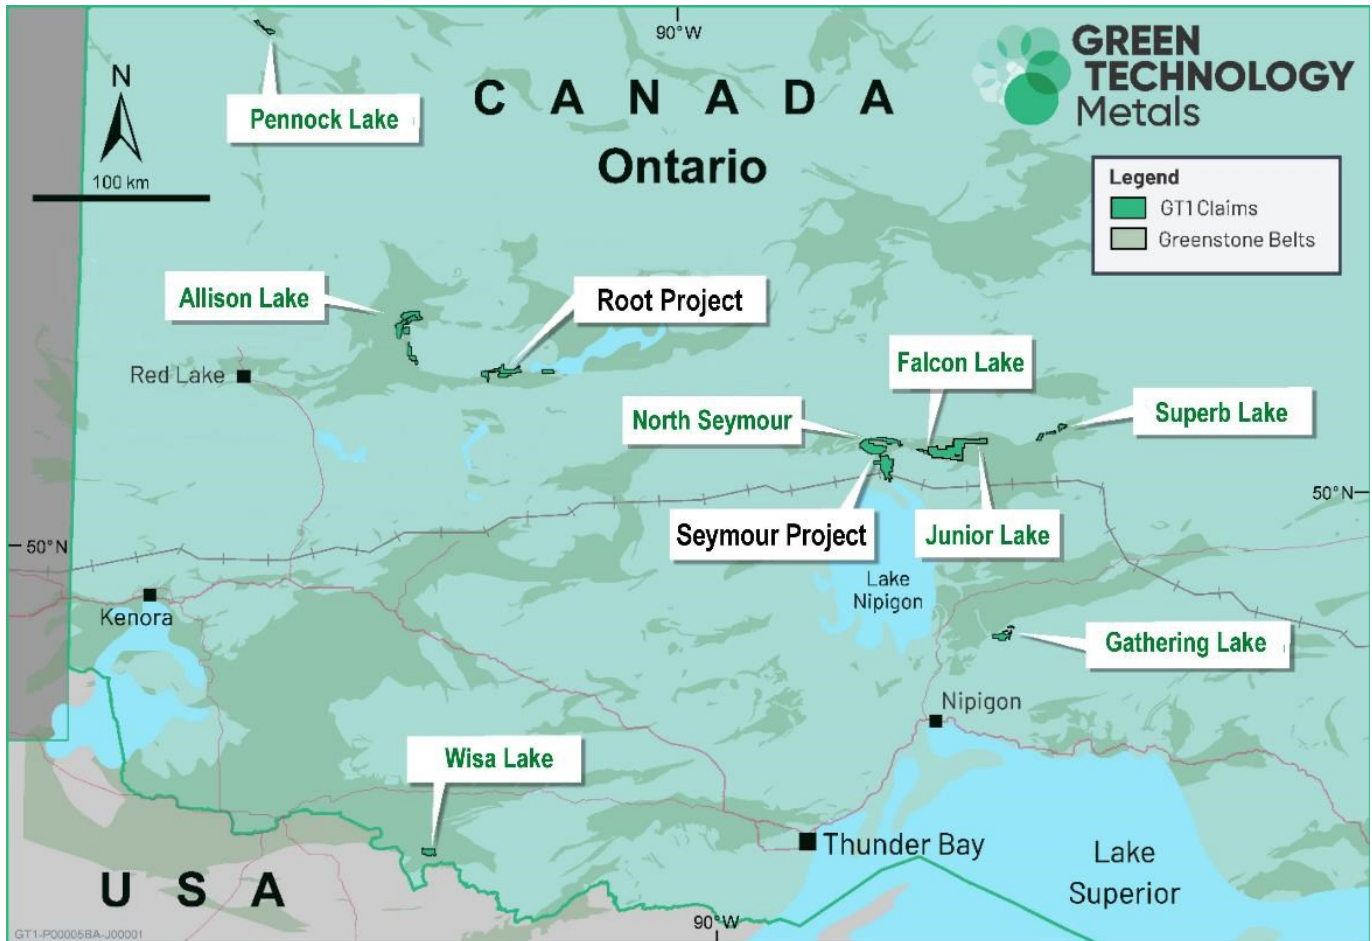 90°W
GREEN
TECHNOLOGY
Metals
N
CANADA
Pennock Lake
Ontario
100 km
Legend
GT1 Claims
Greenstone Belts
Allison Lake
Root Project
Red Lake
Falcon Lake
North Seymour
Superb Lake
50°N
Seymour Project
Junior Lake
50°N
Lake
Nipigon
Kenora
Gathering Lake
Nipigon
Wisa Lake
Thunder Bay
Lake
Superior
USA
90°W
GT1-P00005BA-J00001